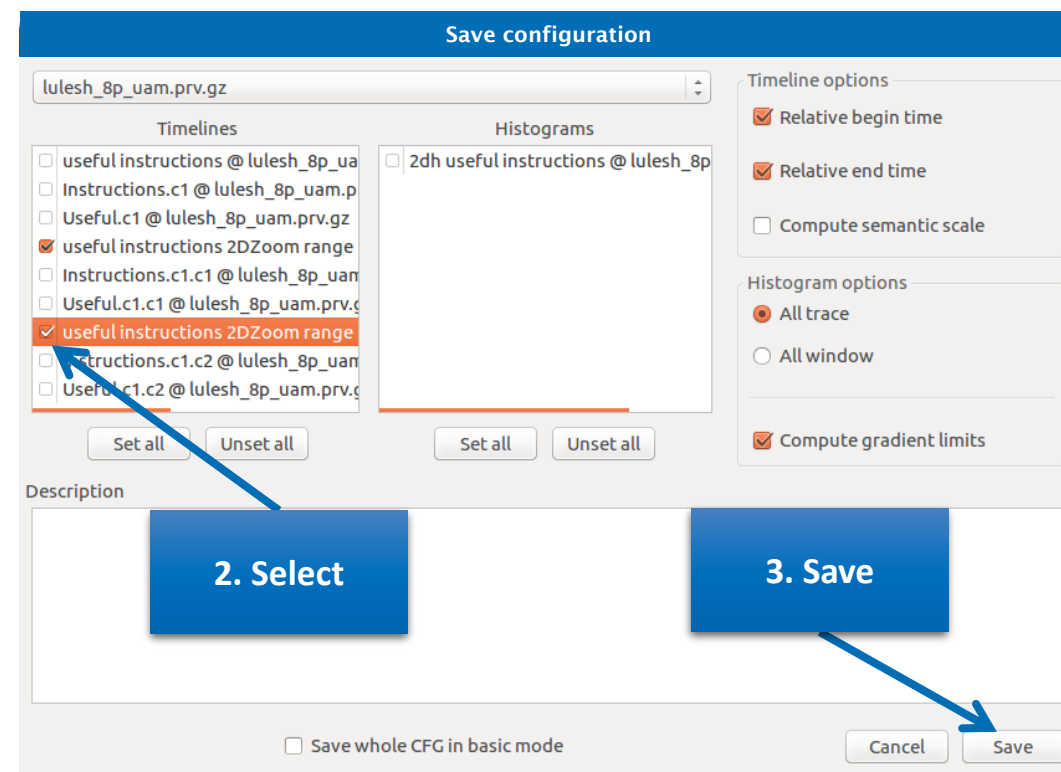 Save configuration
lulesh_8p_uam.prv.gz
Timelines
useful instructions @ lulesh_8p_ua
Instructions.c1 @ lulesh_8p_uam.p
Useful.c1 @ lulesh_8p_uam.prv.gz
useful instructions 2DZoom range
Instructions.c1.c1 @ lulesh_8p_uam
Useful.c1.c1 @ lulesh_8p_uam.prv.g
useful instructions 2DZoom range
Instructions.c1.c2 @ lulesh_8p_uam
Useful.c1.c2 @ lulesh_8p_uam.prv.g
Set all
Unset all
Histograms
2dh useful instructions @ lulesh_8p
Set all
Unset all
Timeline options
Relative begin time
Relative end time
Compute semantic scale
Histogram options
All trace
All window
Compute gradient limits
Description
2. Select
3. Save
Save whole CFG in basic mode
Cancel
Save